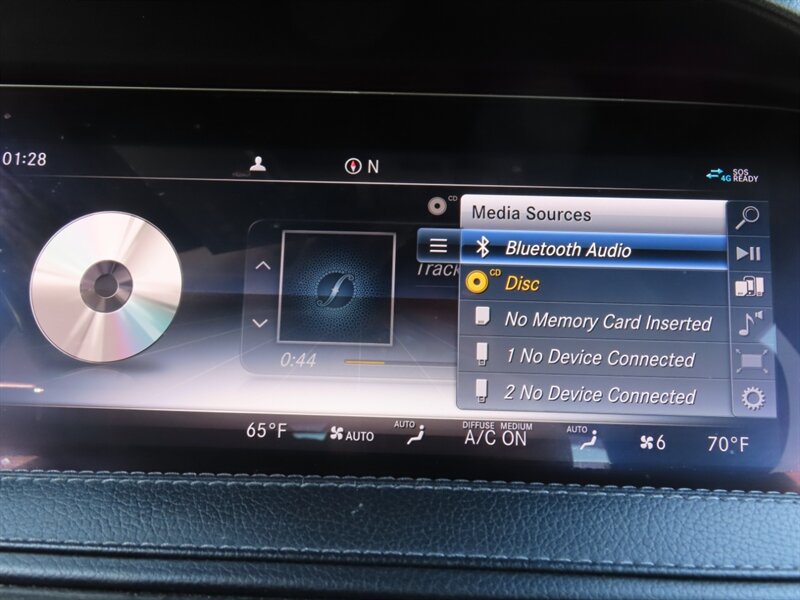 01:28
N
4G SOS READY
CD
Media Sources
Bluetooth Audio
Track
CD Disc
No Memory Card Inserted
0:44
1 No Device Connected
2 No Device Connected
65°F
AUTO
AUTO
DIFFUSE MEDIUM
A/C ON
AUTO
6
70°F